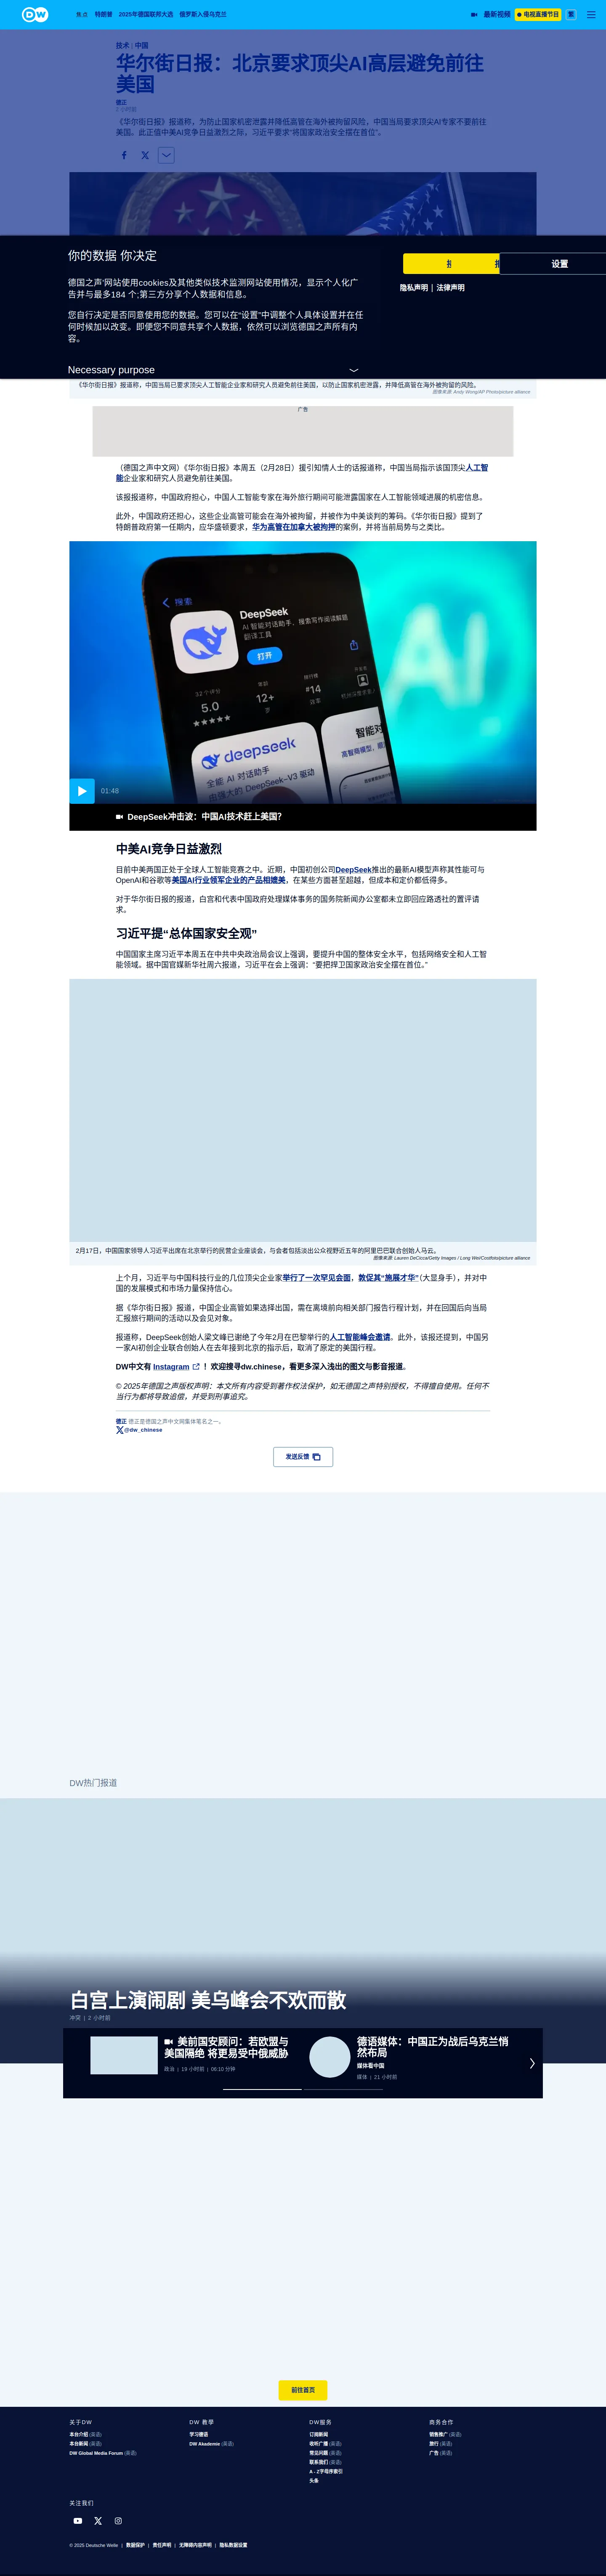 DW
焦点 特朗普 2025年德国联邦大选 俄罗斯入侵乌克兰
最新视频 电视直播节目 繁
技术 | 中国
华尔街日报：北京要求顶尖AI高层避免前往
美国
德正
《华尔街日报》报道称，为防止国家机密泄露并降低高管在海外被拘留风险，中国当局要求顶尖AI专家不要前往
美国。此正值中美AI竞争日益激烈之际，习近平要求“将国家政治安全摆在首位”。
你的数据 你决定
德国之声'网站使用cookies及其他类似技术监测网站使用情况，显示个人化广
告并与最多184 个;第三方分享个人数据和信息。
您自行决定是否同意使用您的数据。您可以在“设置”中调整个人具体设置并在任
何时候加以改变。即便您不同意共享个人数据，依然可以浏览德国之声所有内
容。
Necessary purpose
设置
隐私声明 | 法律声明
《华尔街日报》报道称，中国当局已要求顶尖人工智能企业家和研究人员避免前往美国，以防止国家机密泄露，并降低高管在海外被拘留的风险。
图像来源: Andy Wong/AP Photo/picture alliance
广告
（德国之声中文网）《华尔街日报》本周五（2月28日）援引知情人士的话报道称，中国当局指示该国顶尖人工智
能企业家和研究人员避免前往美国。
该报报道称，中国政府担心，中国人工智能专家在海外旅行期间可能泄露国家在人工智能领域进展的机密信息。
此外，中国政府还担心，这些企业高管可能会在海外被拘留，并被作为中美谈判的筹码。《华尔街日报》提到了
特朗普政府第一任期内，应华盛顿要求，华为高管在加拿大被拘押的案例，并将当前局势与之类比。
搜索
DeepSeek
AI 智能对话助手、搜索写作阅读解题
翻译工具
打开
5.0
12+
岁
排行榜
#14
效率
deepseek
全能 AI 对话助手
DeepSeek–V3 驱动
01:48
DeepSeek冲击波：中国AI技术赶上美国？
中美AI竞争日益激烈
目前中美两国正处于全球人工智能竞赛之中。近期，中国初创公司DeepSeek推出的最新AI模型声称其性能可与
OpenAI和谷歌等美国AI行业领军企业的产品相媲美，在某些方面甚至超越，但成本和定价都低得多。
对于华尔街日报的报道，白宫和代表中国政府处理媒体事务的国务院新闻办公室都未立即回应路透社的置评请
求。
习近平提“总体国家安全观”
中国国家主席习近平本周五在中共中央政治局会议上强调，要提升中国的整体安全水平，包括网络安全和人工智
能领域。据中国官媒新华社周六报道，习近平在会上强调：“要把捍卫国家政治安全摆在首位。”
2月17日，中国国家领导人习近平出席在北京举行的民营企业座谈会，与会者包括淡出公众视野近五年的阿里巴巴联合创始人马云。
图像来源: Lauren DeCicca/Getty Images / Long Wei/Costfoto/picture alliance
上个月，习近平与中国科技行业的几位顶尖企业家举行了一次罕见会面，敦促其“施展才华”（大显身手），并对中
国的发展模式和市场力量保持信心。
据《华尔街日报》报道，中国企业高管如果选择出国，需在离境前向相关部门报告行程计划，并在回国后向当局
汇报旅行期间的活动以及会见对象。
报道称，DeepSeek创始人梁文峰已谢绝了今年2月在巴黎举行的人工智能峰会邀请。此外，该报还提到，中国另
一家AI初创企业联合创始人在去年接到北京的指示后，取消了原定的美国行程。
DW中文有 Instagram ！欢迎搜寻dw.chinese，看更多深入浅出的图文与影音报道。
© 2025年德国之声版权声明：本文所有内容受到著作权法保护，如无德国之声特别授权，不得擅自使用。任何不
当行为都将导致追偿，并受到刑事追究。
德正 德正是德国之声中文网集体笔名之一。
@dw_chinese
发送反馈
DW热门报道
白宫上演闹剧 美乌峰会不欢而散
冲突 | 2 小时前
美前国安顾问：若欧盟与
美国隔绝 将更易受中俄威胁
政治 | 19 小时前 | 06:10 分钟
德语媒体：中国正为战后乌克兰悄
然布局
媒体看中国
媒体 | 21 小时前
前往首页
关于DW
本台介绍 (英语)
本台新闻 (英语)
DW Global Media Forum (英语)
DW 教學
学习德语
DW Akademie (英语)
DW服务
订阅新闻
收听广播 (英语)
常见问题 (英语)
联系我们 (英语)
A - Z字母序索引
头条
商务合作
销售推广 (英语)
旅行 (英语)
广告 (英语)
关注我们
© 2025 Deutsche Welle | 数据保护 | 责任声明 | 无障碍内容声明 | 隐私数据设置